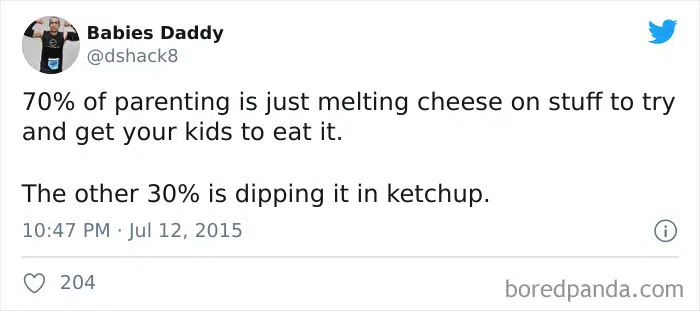 Babies Daddy
@dshack8
70% of parenting is just melting cheese on stuff to try
and get your kids to eat it.
The other 30% is dipping it in ketchup.
10:47 PM · Jul 12, 2015
204
boredpanda.com